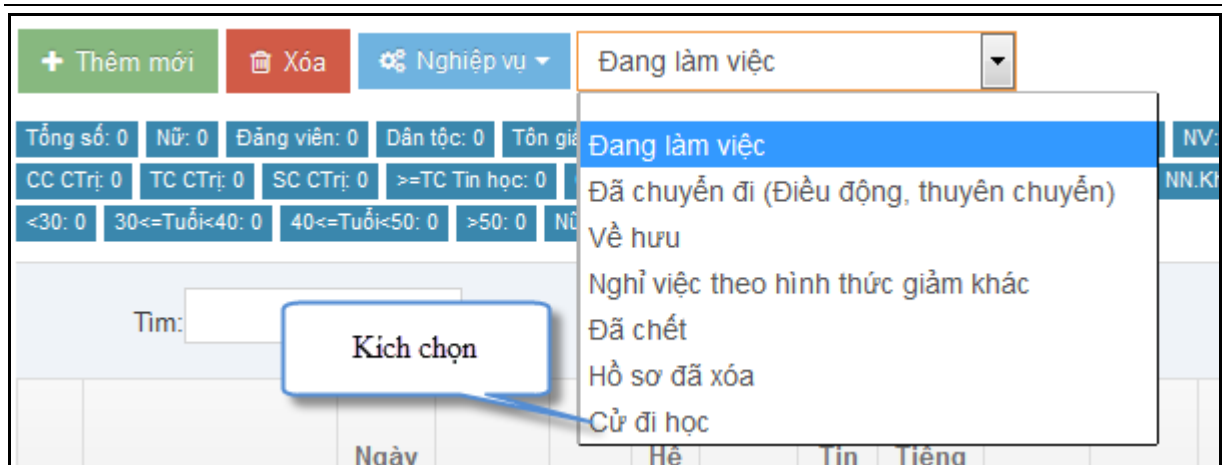 Thêm mới Xóa Nghiệp vụ Đang làm việc
Tổng số: 0 Nữ: 0 Đảng viên: 0 Dân tộc: 0 Tôn NV:
CC CTrị: 0 TC CTrị: 0 SC CTrị: 0 >=TC Tin học: 0
<30: 0 30<=Tuổi<40: 0 40<=Tuổi<50: 0 >50: 0
Đang làm việc
Đã chuyển đi (Điều động, thuyên chuyển)
Về hưu
Nghỉ việc theo hình thức giảm khác
Đã chết
Hồ sơ đã xóa
Cử đi học
Tìm:
Kích chọn
Ngày Hệ Tin Tiếng